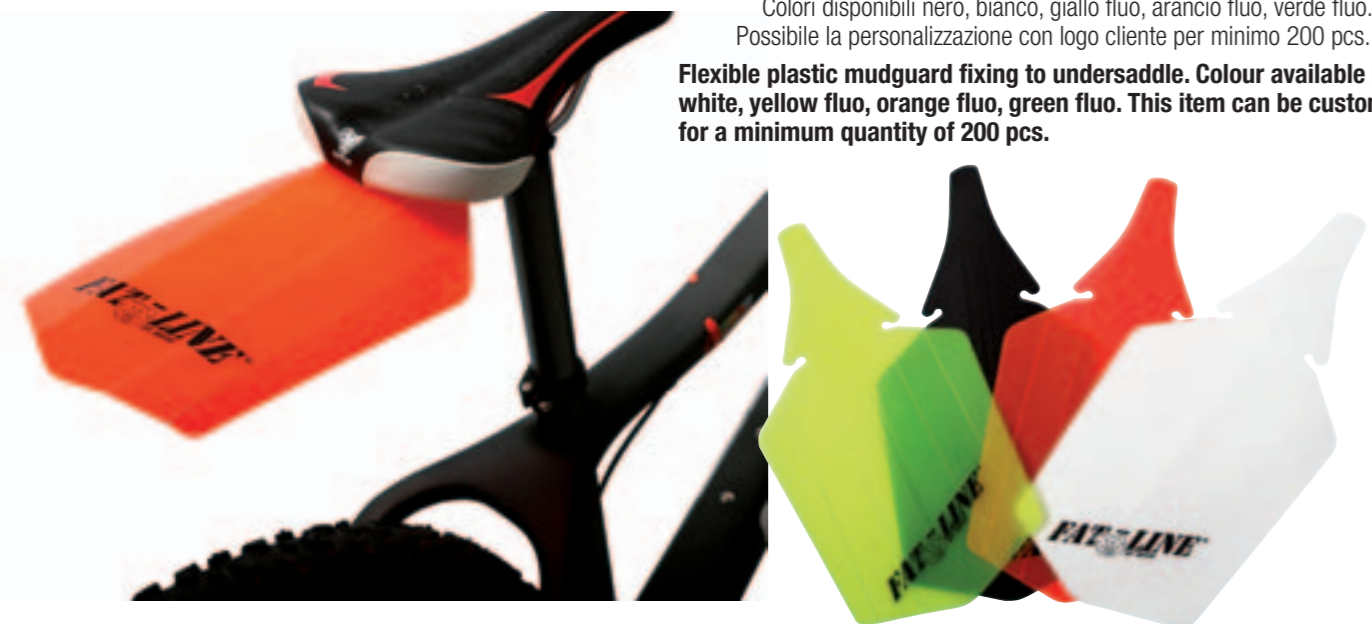 Colori disponibili nero, bianco, giallo fluo, arancio fluo, verde fluo.
Possibile la personalizzazione con logo cliente per minimo 200 pcs.
Flexible plastic mudguard fixing to undersaddle. Colour available
white, yellow fluo, orange fluo, green fluo. This item can be custom
for a minimum quantity of 200 pcs.
FAT LINE
FAT LINE
FAT LINE